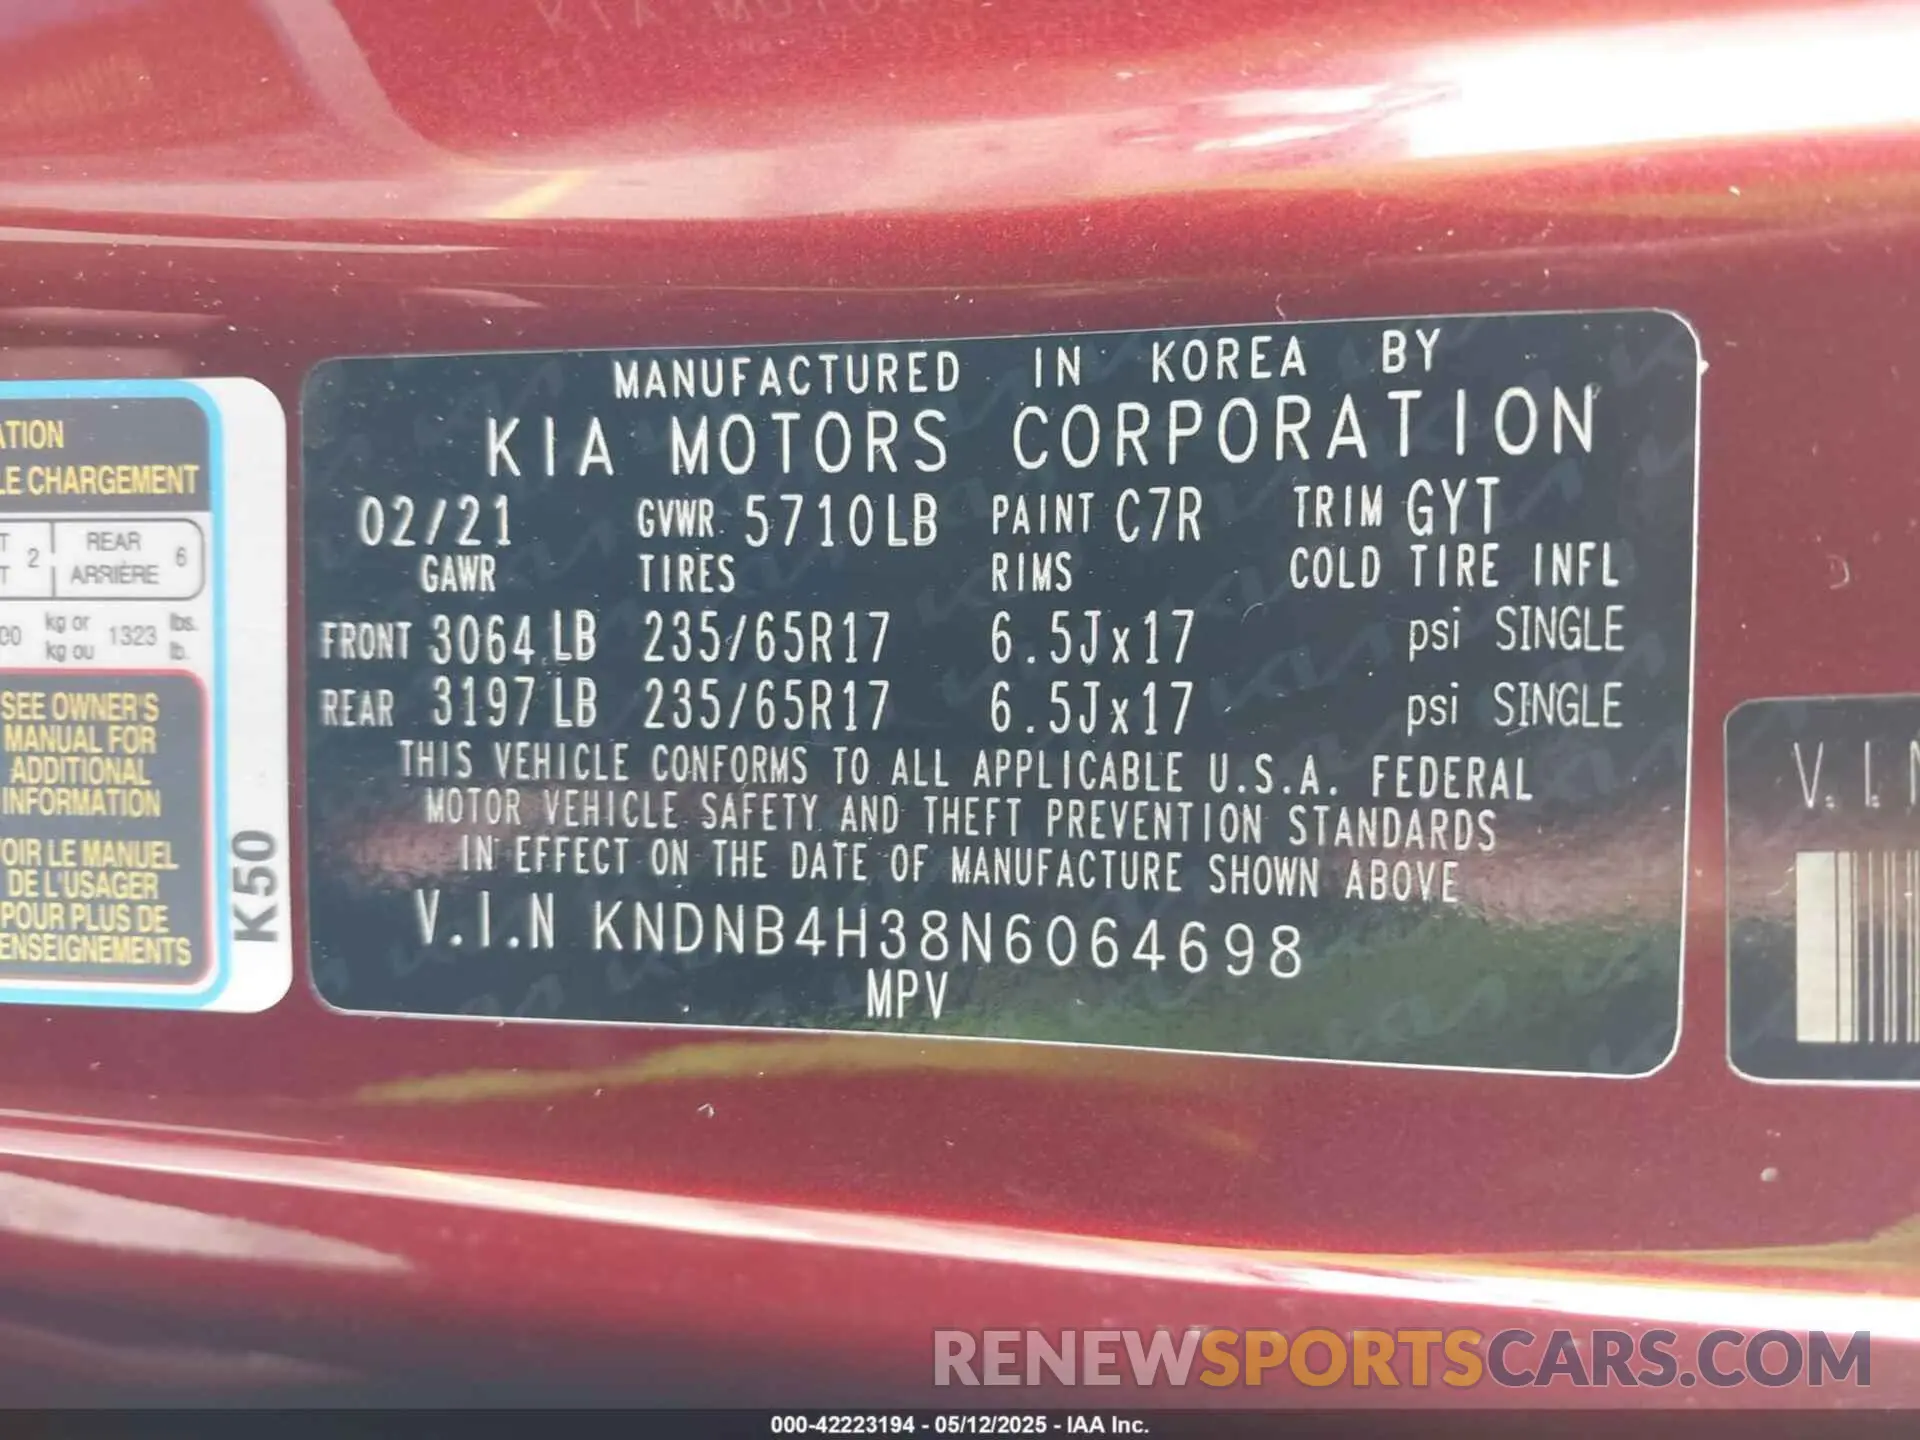 MANUFACTURED IN KOREA BY
KIA MOTORS CORPORATION
02/21 GVWR 5710LB PAINT C7R TRIM GYT
GAWR TIRES RIMS COLD TIRE INFL
FRONT 3064 LB 235/65R17 6.5Jx17 psi SINGLE
REAR 3197 LB 235/65R17 6.5Jx17 psi SINGLE
THIS VEHICLE CONFORMS TO ALL APPLICABLE U.S.A. FEDERAL
MOTOR VEHICLE SAFETY AND THEFT PREVENTION STANDARDS
IN EFFECT ON THE DATE OF MANUFACTURE SHOWN ABOVE
V.I.N KNDNB4H38N6064698
MPV
ATION
LE CHARGEMENT
T 2 REAR 6
T ARRIÈRE
00 kg or 1323 lbs.
kg ou lb.
SEE OWNER'S
MANUAL FOR
ADDITIONAL
INFORMATION
OIR LE MANUEL
DE L'USAGER
POUR PLUS DE
ENSEIGNEMENTS
K50
V.I.N
RENEWSPORTSCARS.COM
000-42223194 - 05/12/2025 - IAA Inc.